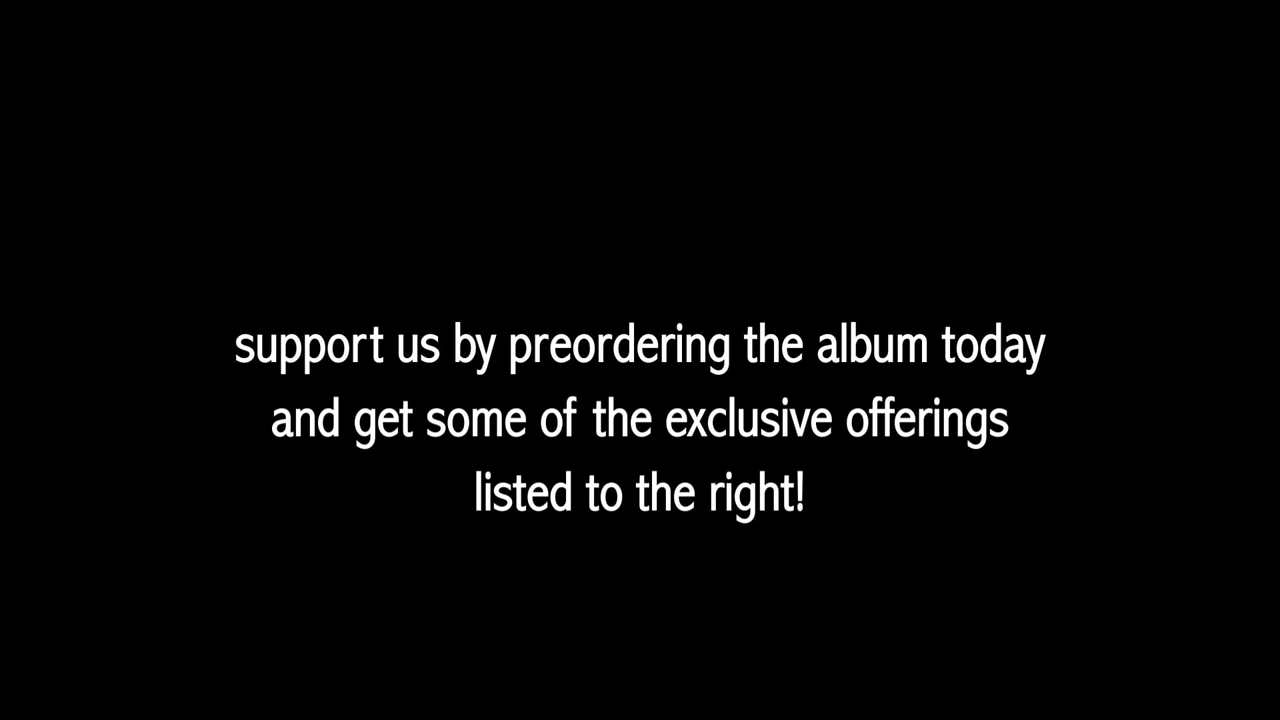 support us by preordering the album today
and get some of the exclusive offerings
listed to the right!